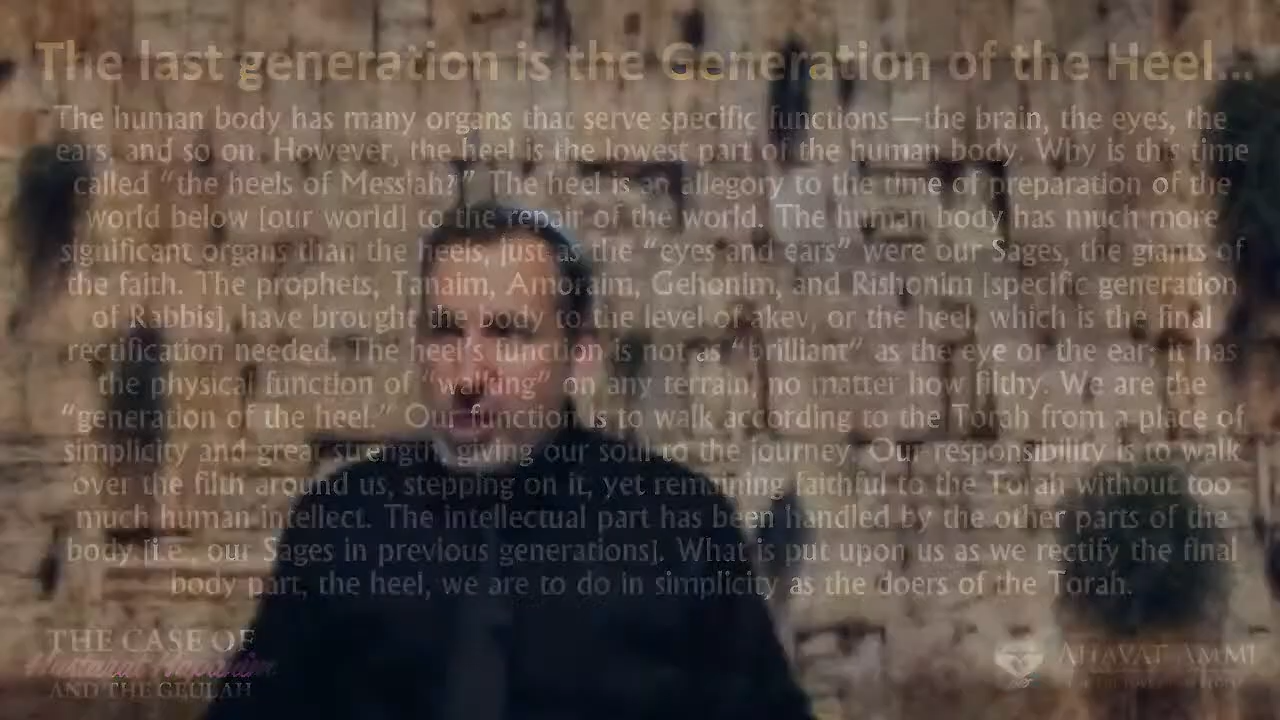 The last generation is the Generation of the Heel...
The human body has many organs that serve specific functions—the brain, the eyes, the
ears, and so on. However, the heel is the lowest part of the human body. Why is this time
called “the heels of Messiah?” The heel is an allegory to the time of preparation of the
world below [our world] to the repair of the world. The human body has much more
significant organs than the heels, just as the “eyes and ears” were our Sages, the giants of
the faith. The prophets, Tanaim, Amoraim, Gehonim, and Rishonim [specific generation
of Rabbis], have brought the body to the level of akev, or the heel, which is the final
rectification needed. The heel’s function is not as “brilliant” as the eye or the ear; it has
the physical function of “walking” on any terrain, no matter how filthy. We are the
“generation of the heel.” Our function is to walk according to the Torah from a place of
simplicity and great strength, giving our soul to the journey. Our responsibility is to walk
over the filth around us, stepping on it, yet remaining faithful to the Torah without too
much human intellect. The intellectual part has been handled by the other parts of the
body [i.e. our Sages in previous generations]. What is put upon us as we rectify the final
body part, the heel, we are to do in simplicity as the doers of the Torah.
THE CASE OF
AND THE GEULAH
AHAVAT AMMI